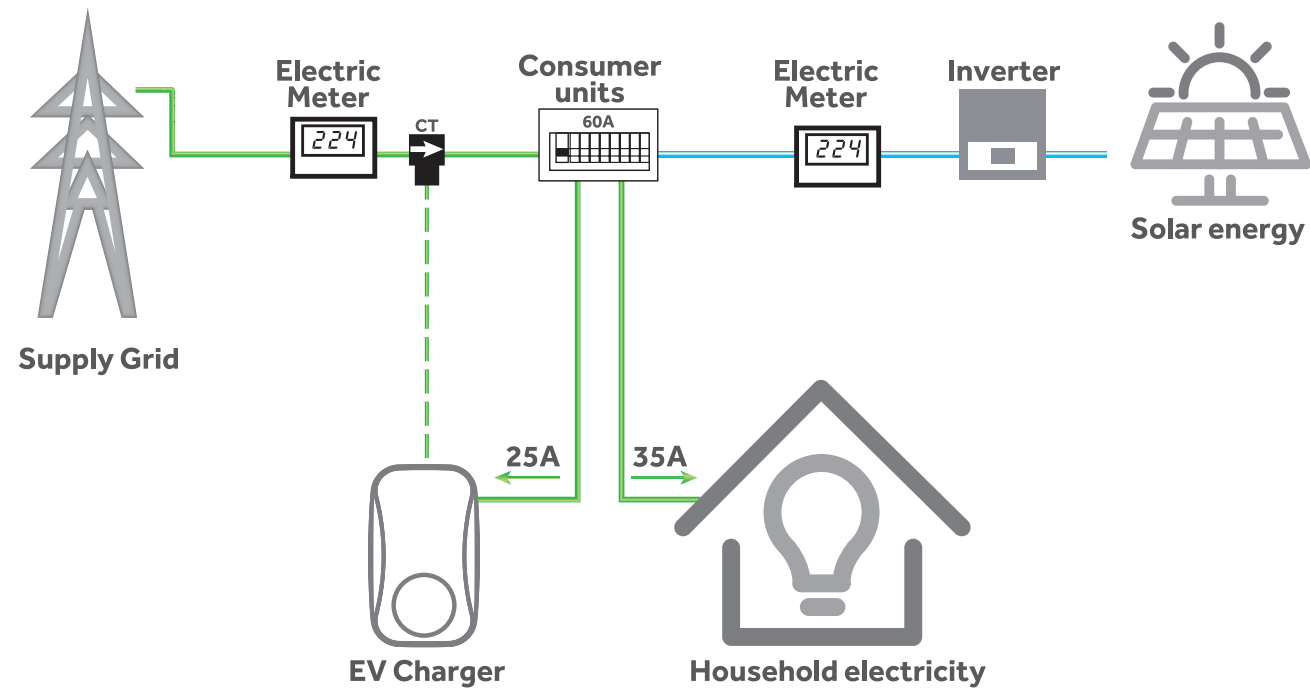 Electric
Meter
224
CT
Consumer
units
60A
Electric
Meter
224
Inverter
Solar energy
Supply Grid
25A
35A
EV Charger
Household electricity